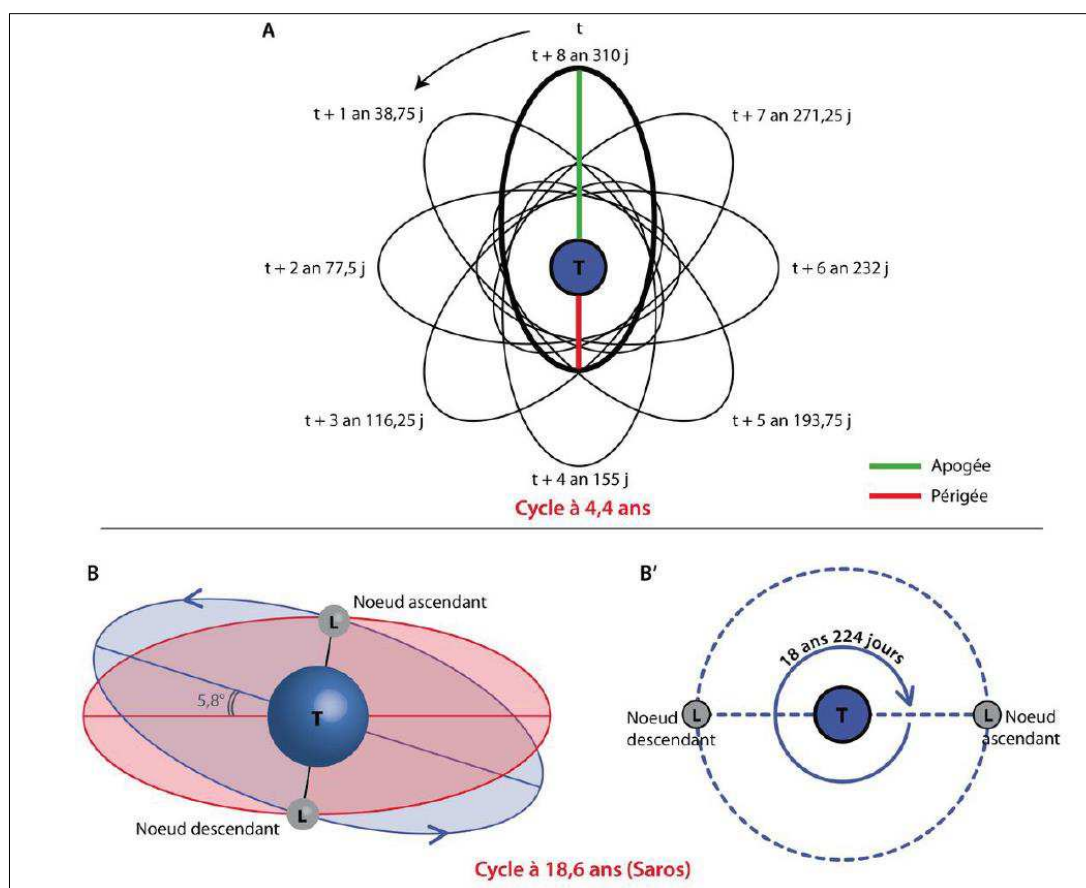 A
t
t + 8 an 310 j
t + 1 an 38,75 j
t + 7 an 271,25 j
t + 2 an 77,5 j
T
t + 6 an 232 j
t + 3 an 116,25 j
t + 5 an 193,75 j
t + 4 an 155 j
Apogée
Périgée
Cycle à 4,4 ans
B
Noeud ascendant
L
5,8°
T
L
Noeud descendant
B'
18 ans 224 jours
L
T
L
Noeud
descendant
Noeud
ascendant
Cycle à 18,6 ans (Saros)